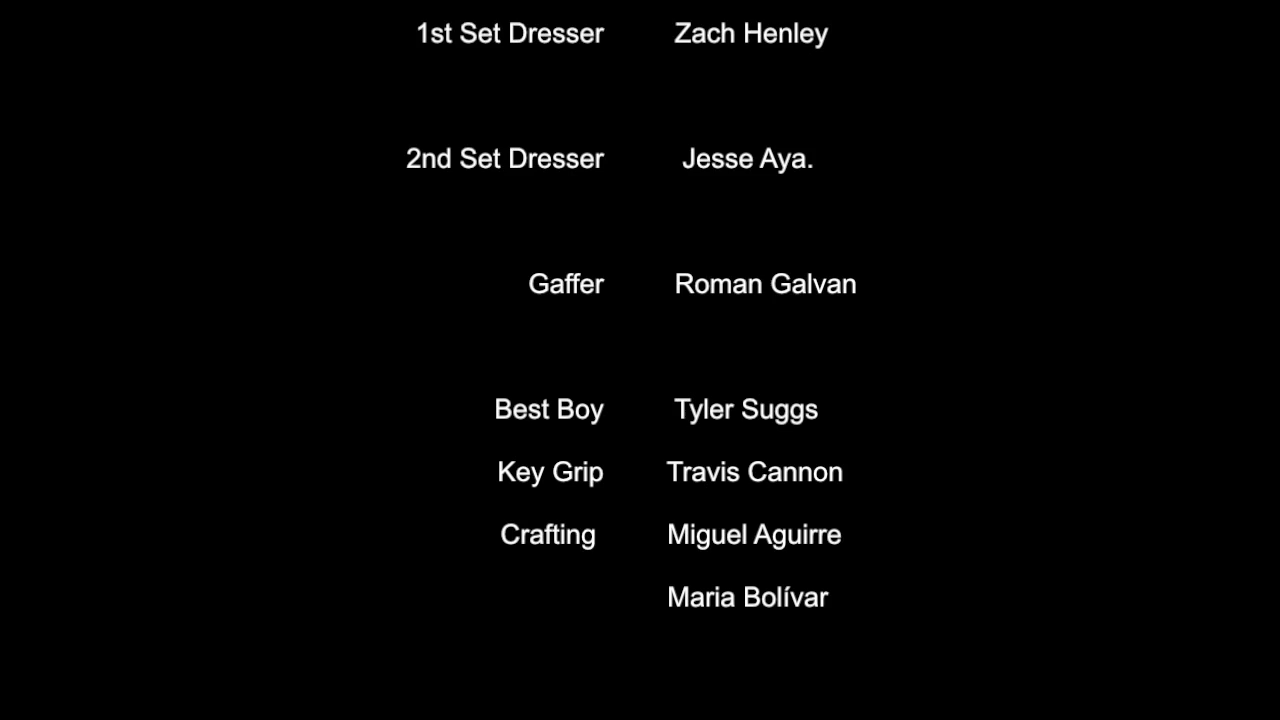 1st Set Dresser Zach Henley
2nd Set Dresser Jesse Aya.
Gaffer Roman Galvan
Best Boy Tyler Suggs
Key Grip Travis Cannon
Crafting Miguel Aguirre
Maria Bolívar